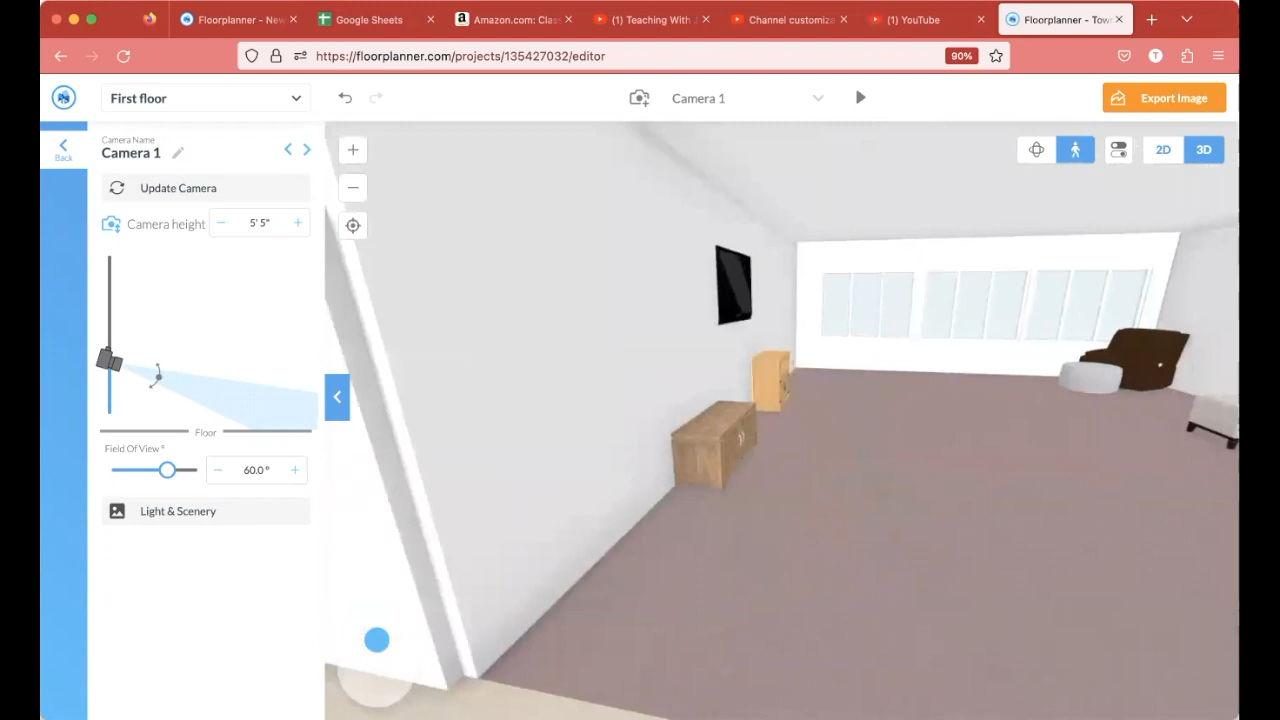 Floorplanner - New
Google Sheets
Amazon.com: Clas
(1) Teaching With J
Channel customiza
(1) YouTube
Floorplanner - Tow
https://floorplanner.com/projects/135427032/editor
90%
T
First floor
Camera 1
Export Image
Back
Camera Name
Camera 1
2D
3D
Update Camera
Camera height
5' 5"
Floor
Field Of View °
60.0 °
Light & Scenery